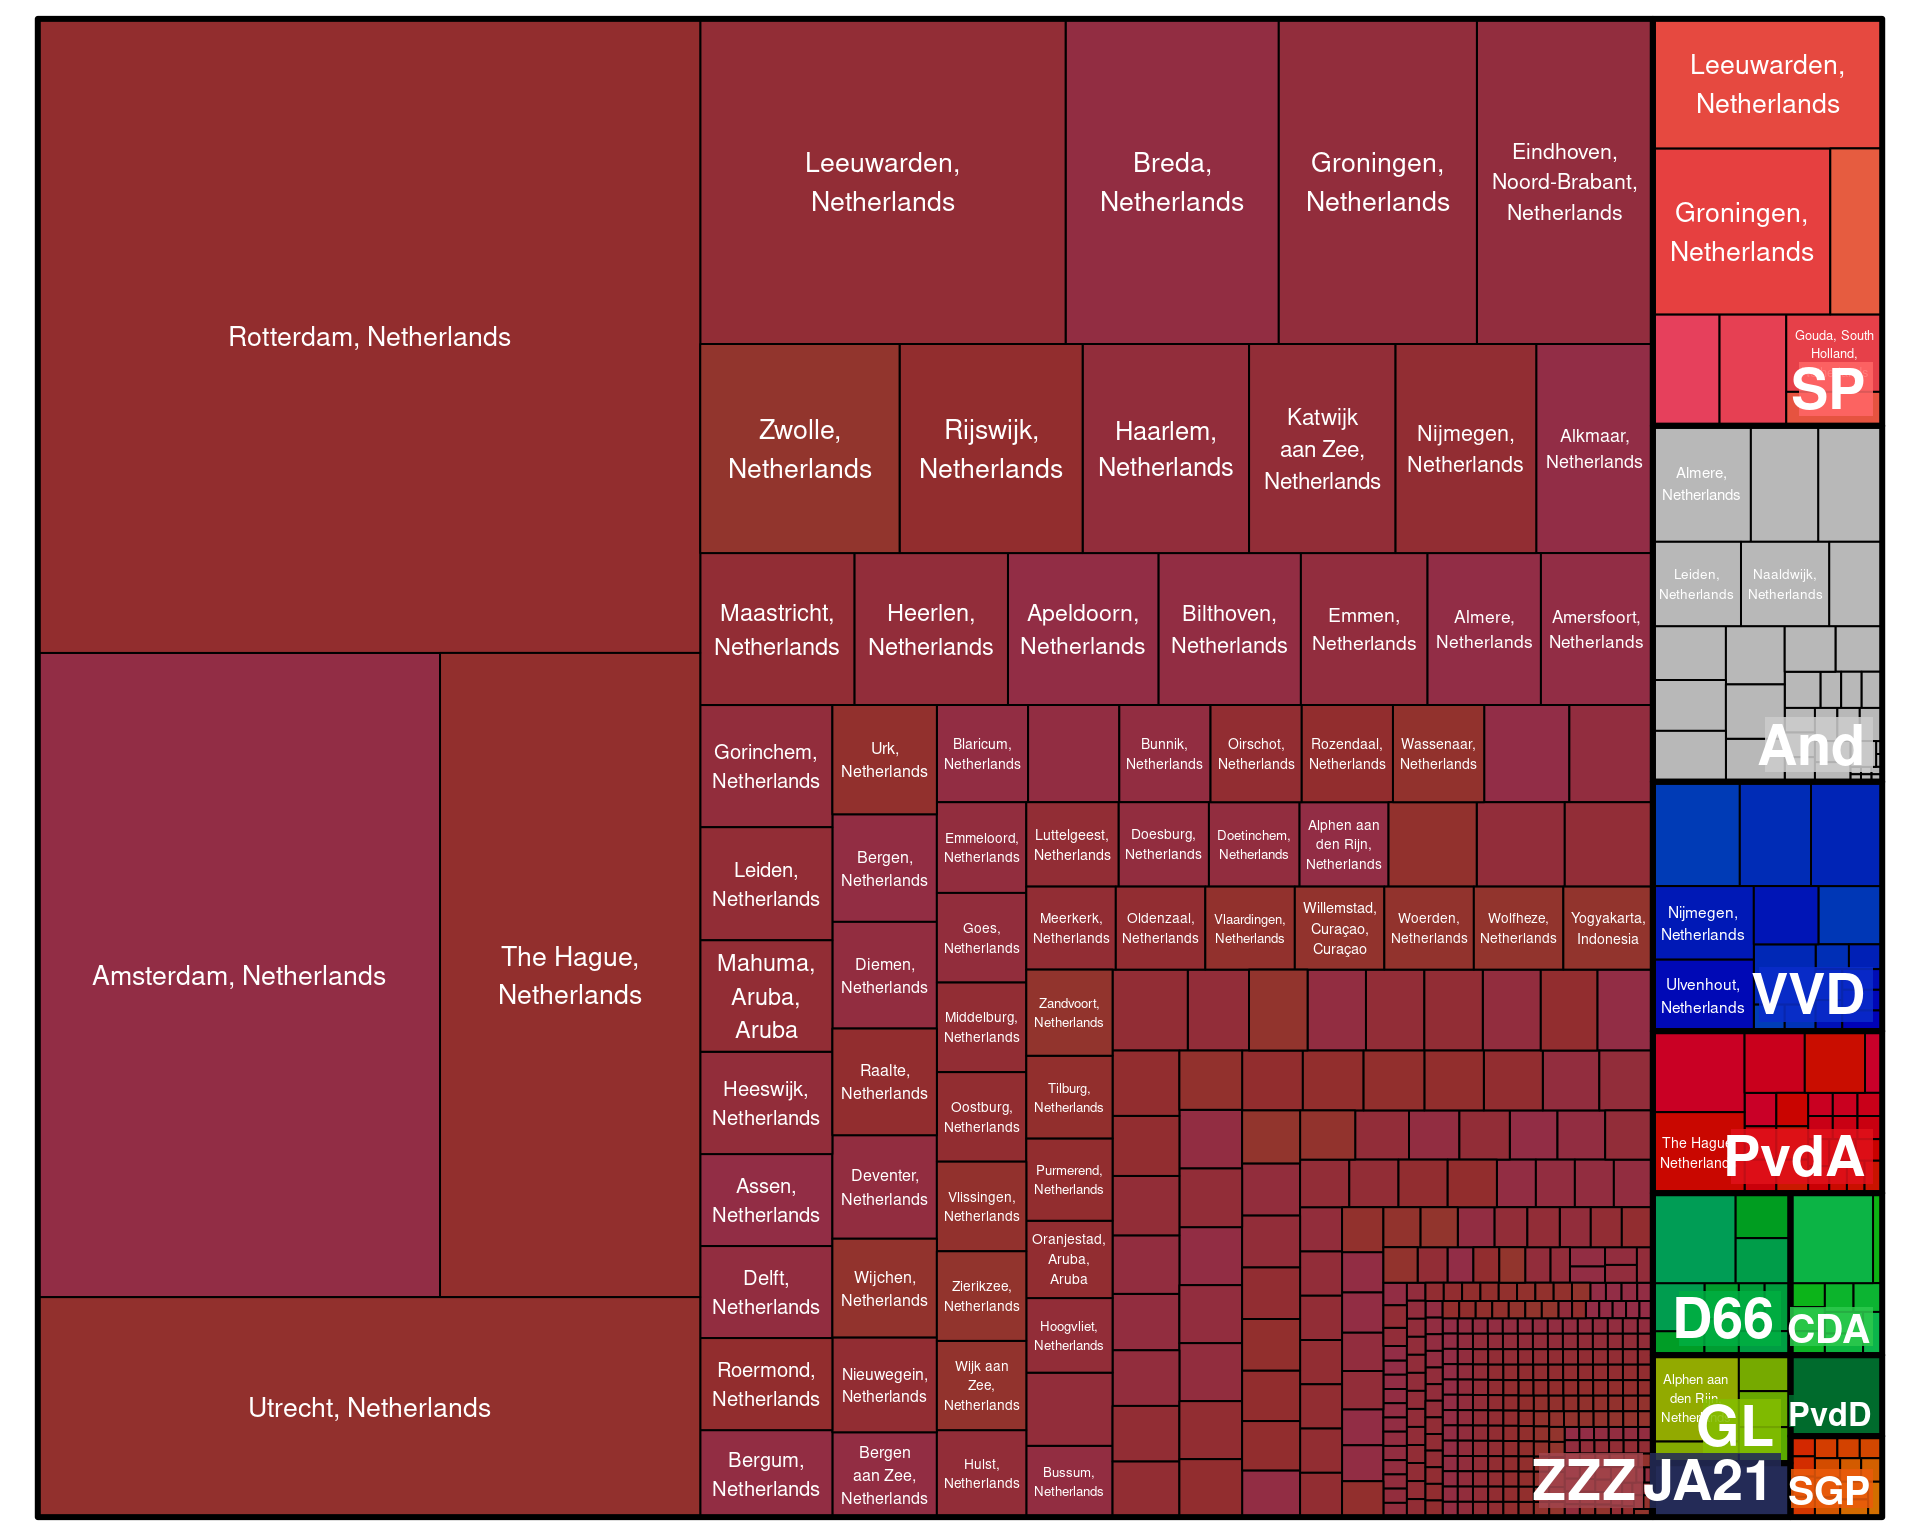 Rotterdam, Netherlands
Amsterdam, Netherlands
The Hague,
Netherlands
Utrecht, Netherlands
Leeuwarden,
Netherlands
Breda,
Netherlands
Groningen,
Netherlands
Eindhoven,
Noord-Brabant,
Netherlands
Zwolle,
Netherlands
Rijswijk,
Netherlands
Haarlem,
Netherlands
Katwijk
aan Zee,
Netherlands
Nijmegen,
Netherlands
Alkmaar,
Netherlands
Maastricht,
Netherlands
Heerlen,
Netherlands
Apeldoorn,
Netherlands
Bilthoven,
Netherlands
Emmen,
Netherlands
Almere,
Netherlands
Amersfoort,
Netherlands
Gorinchem,
Netherlands
Leiden,
Netherlands
Mahuma,
Aruba,
Aruba
Heeswijk,
Netherlands
Assen,
Netherlands
Delft,
Netherlands
Roermond,
Netherlands
Bergum,
Netherlands
Urk,
Netherlands
Bergen,
Netherlands
Diemen,
Netherlands
Raalte,
Netherlands
Deventer,
Netherlands
Wijchen,
Netherlands
Nieuwegein,
Netherlands
Bergen
aan Zee,
Netherlands
Blaricum,
Netherlands
Emmeloord,
Netherlands
Goes,
Netherlands
Middelburg,
Netherlands
Oostburg,
Netherlands
Vlissingen,
Netherlands
Zierikzee,
Netherlands
Wijk aan
Zee,
Netherlands
Hulst,
Netherlands
Bunnik,
Netherlands
Oirschot,
Netherlands
Rozendaal,
Netherlands
Wassenaar,
Netherlands
Luttelgeest,
Netherlands
Doesburg,
Netherlands
Doetinchem,
Netherlands
Alphen aan
den Rijn,
Netherlands
Meerkerk,
Netherlands
Oldenzaal,
Netherlands
Vlaardingen,
Netherlands
Willemstad,
Curaçao,
Curaçao
Woerden,
Netherlands
Wolfheze,
Netherlands
Yogyakarta,
Indonesia
Zandvoort,
Netherlands
Tilburg,
Netherlands
Purmerend,
Netherlands
Oranjestad,
Aruba,
Aruba
Hoogvliet,
Netherlands
Bussum,
Netherlands
ZZZ
Leeuwarden,
Netherlands
Groningen,
Netherlands
Gouda, South
Holland,
SP
Almere,
Netherlands
Leiden,
Netherlands
Naaldwijk,
Netherlands
And
Nijmegen,
Netherlands
Ulvenhout,
Netherlands
VVD
The Hague
Netherlands
PvdA
D66
CDA
Alphen aan
den Rijn
GL
PvdD
JA21
SGP